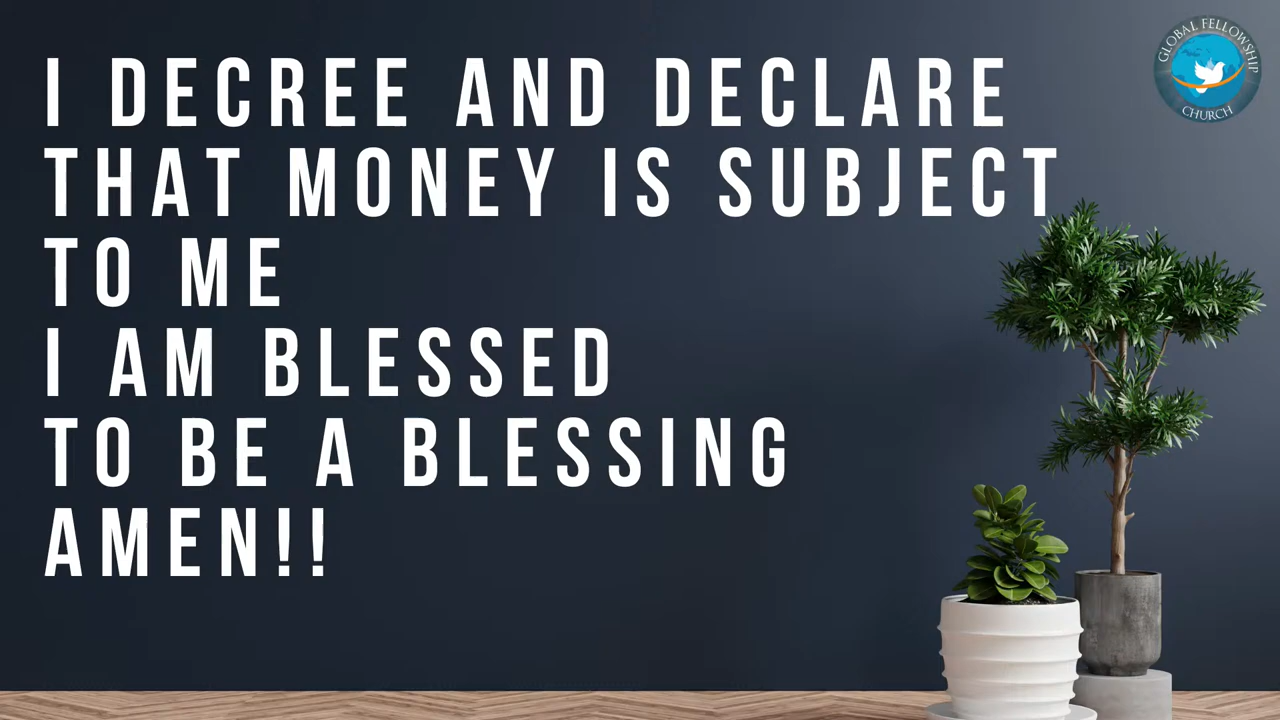 I DECREE AND DECLARE
THAT MONEY IS SUBJECT
TO ME
I AM BLESSED
TO BE A BLESSING
AMEN!!
GLOBAL FELLOWSHIP
CHURCH